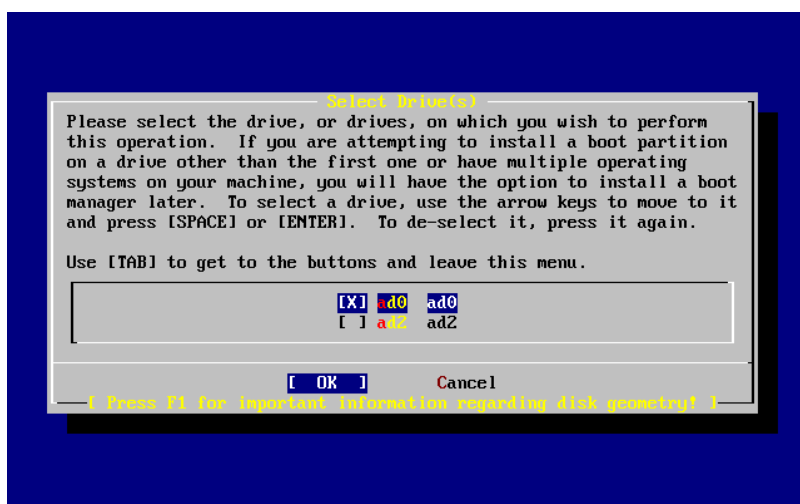 Select Drive(s)
Please select the drive, or drives, on which you wish to perform
this operation.  If you are attempting to install a boot partition
on a drive other than the first one or have multiple operating
systems on your machine, you will have the option to install a boot
manager later.  To select a drive, use the arrow keys to move to it
and press [SPACE] or [ENTER].  To de-select it, press it again.
Use [TAB] to get to the buttons and leave this menu.
[X] ad0 ad0
[ ] ad2 ad2
[ OK ] Cancel
[ Press F1 for important information regarding disk geometry! ]